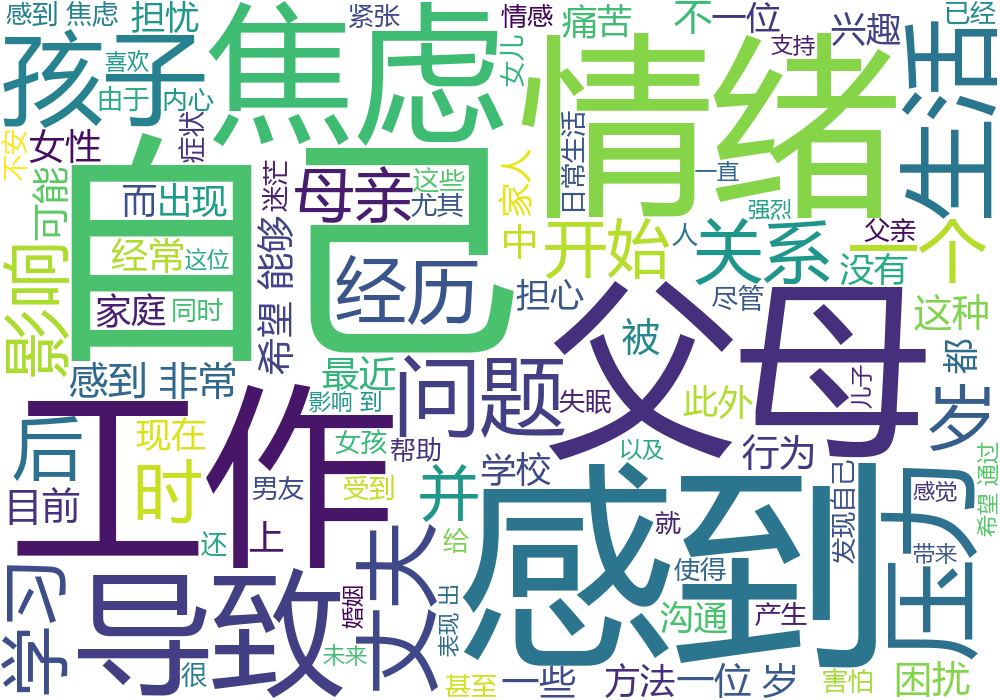 感到 焦虑
担忧
紧张
情感
痛苦
不
一位
兴趣
已经
孩子
喜欢
焦虑
女儿
情绪
支持
生活
由于
内心
症状
不安
女性
可能
自己
母亲
这些
尤其
家人
日常生活
一直
强烈
迷茫
而
出现
经常
这位
能够
中
开始
人
关系
父亲
一个
没有
影响
家庭
同时
希望
经历
担心
父母
尽管
这种
被
都
感到
非常
最近
问题
失眠
此外
儿子
岁
影响 到
工作
后
现在
女孩
帮助
以及
行为
时
目前
男友
受到
学校
并
感到
压力
感觉
希望 通过
发现自己
上
还
给
就
带来
丈夫
使得
学习
导致
婚姻
出
表现
沟通
产生
很
未来
甚至
一些
方法
一位 岁
害怕
困扰